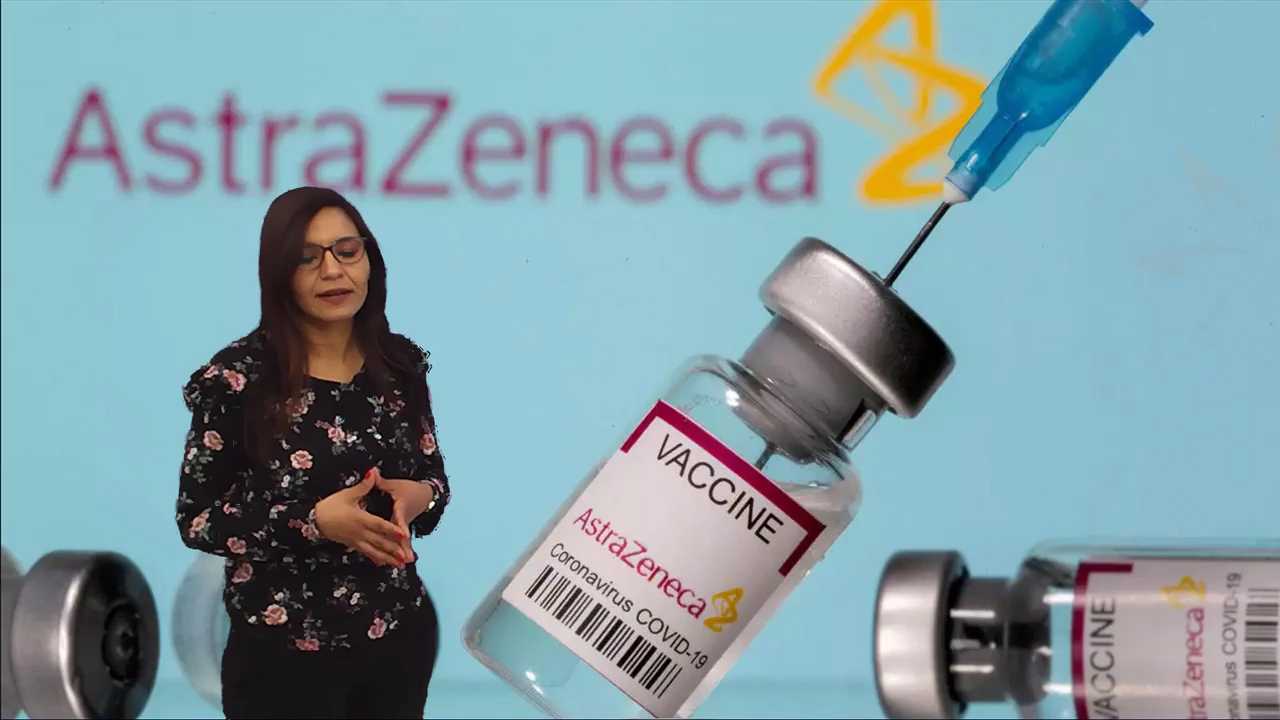 AstraZeneca
VACCINE
AstraZeneca
Coronavirus COVID-19
VACCINE
AstraZeneca
Coronavirus COVID-19